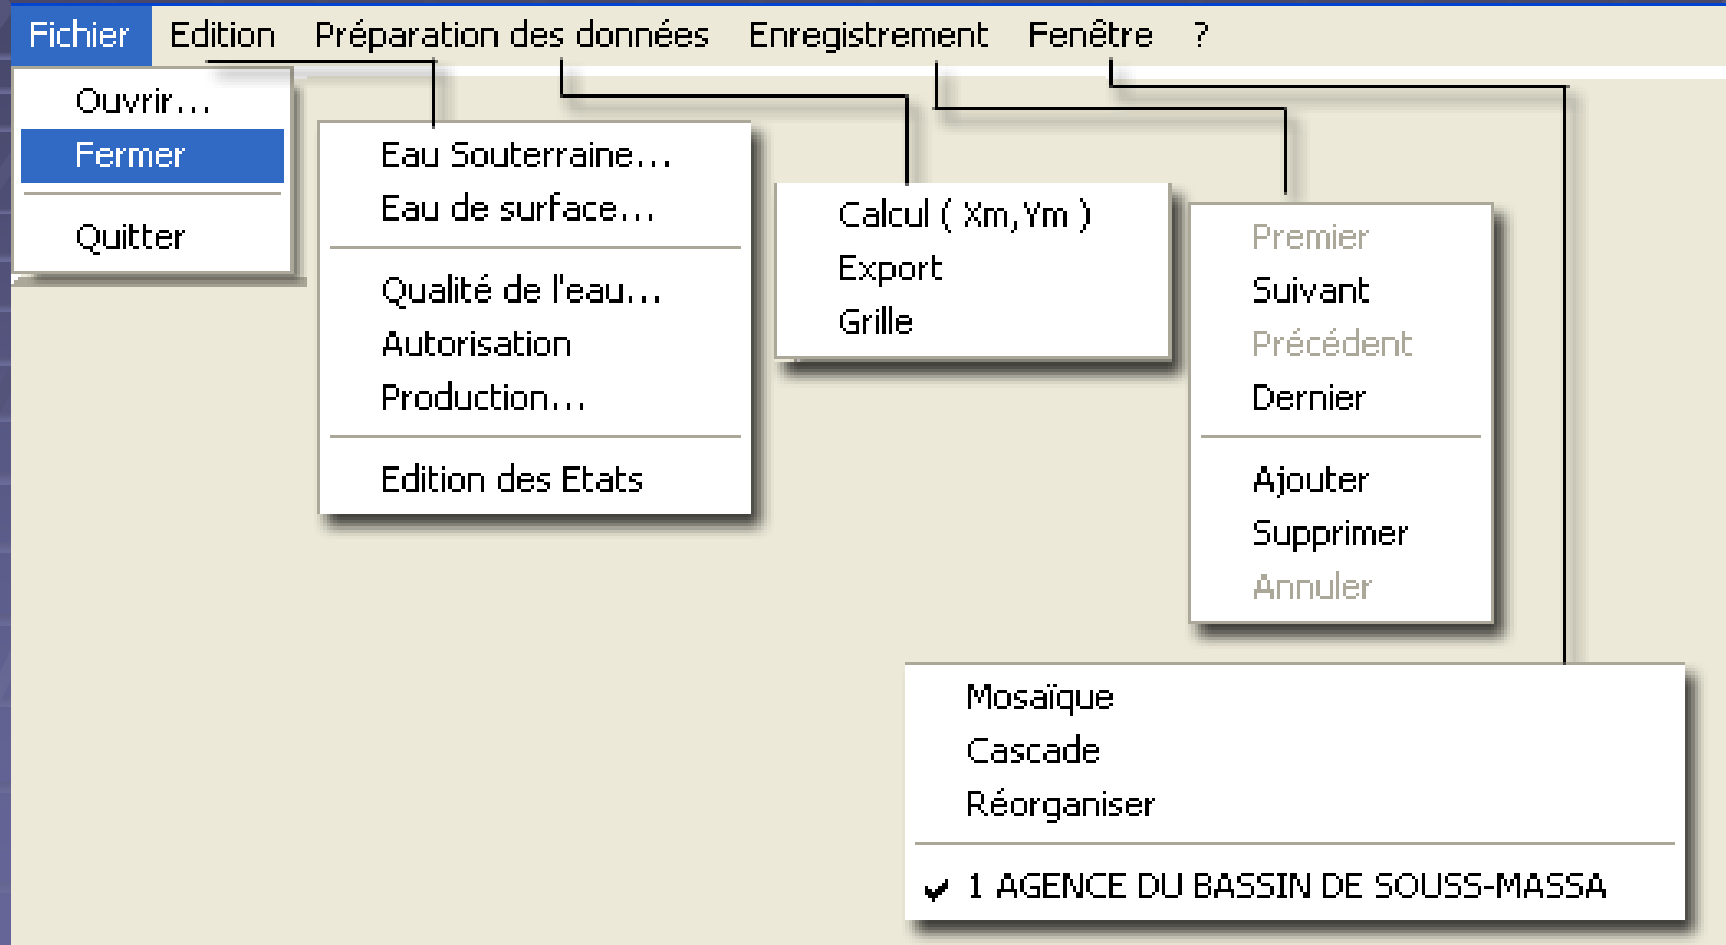 Fichier Edition Préparation des données Enregistrement Fenêtre ?
Ouvrir...
Fermer
Quitter
Eau Souterraine...
Eau de surface...
Qualité de l'eau...
Autorisation
Production...
Edition des Etats
Calcul ( Xm,Ym )
Export
Grille
Premier
Suivant
Précédent
Dernier
Ajouter
Supprimer
Annuler
Mosaïque
Cascade
Réorganiser
1 AGENCE DU BASSIN DE SOUSS-MASSA